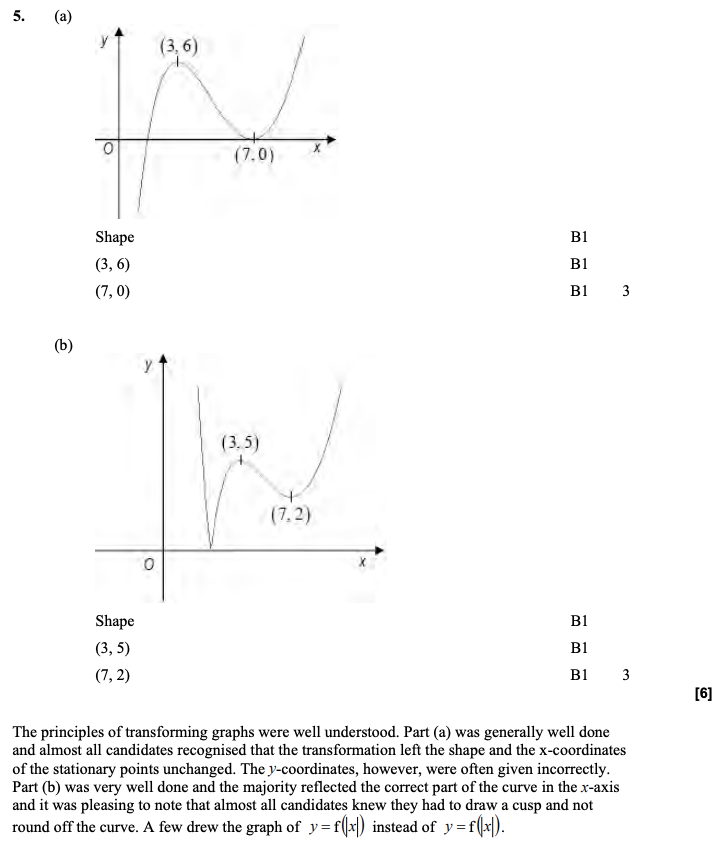 5. (a)
y
(3, 6)
O
(7, 0)
x
Shape B1
(3, 6) B1
(7, 0) B1 3
(b)
y
(3, 5)
(7, 2)
O
x
Shape B1
(3, 5) B1
(7, 2) B1 3
[6]
The principles of transforming graphs were well understood. Part (a) was generally well done
and almost all candidates recognised that the transformation left the shape and the x-coordinates
of the stationary points unchanged. The y-coordinates, however, were often given incorrectly.
Part (b) was very well done and the majority reflected the correct part of the curve in the x-axis
and it was pleasing to note that almost all candidates knew they had to draw a cusp and not
round off the curve. A few drew the graph of y = f(|x|) instead of y = f(|x|).